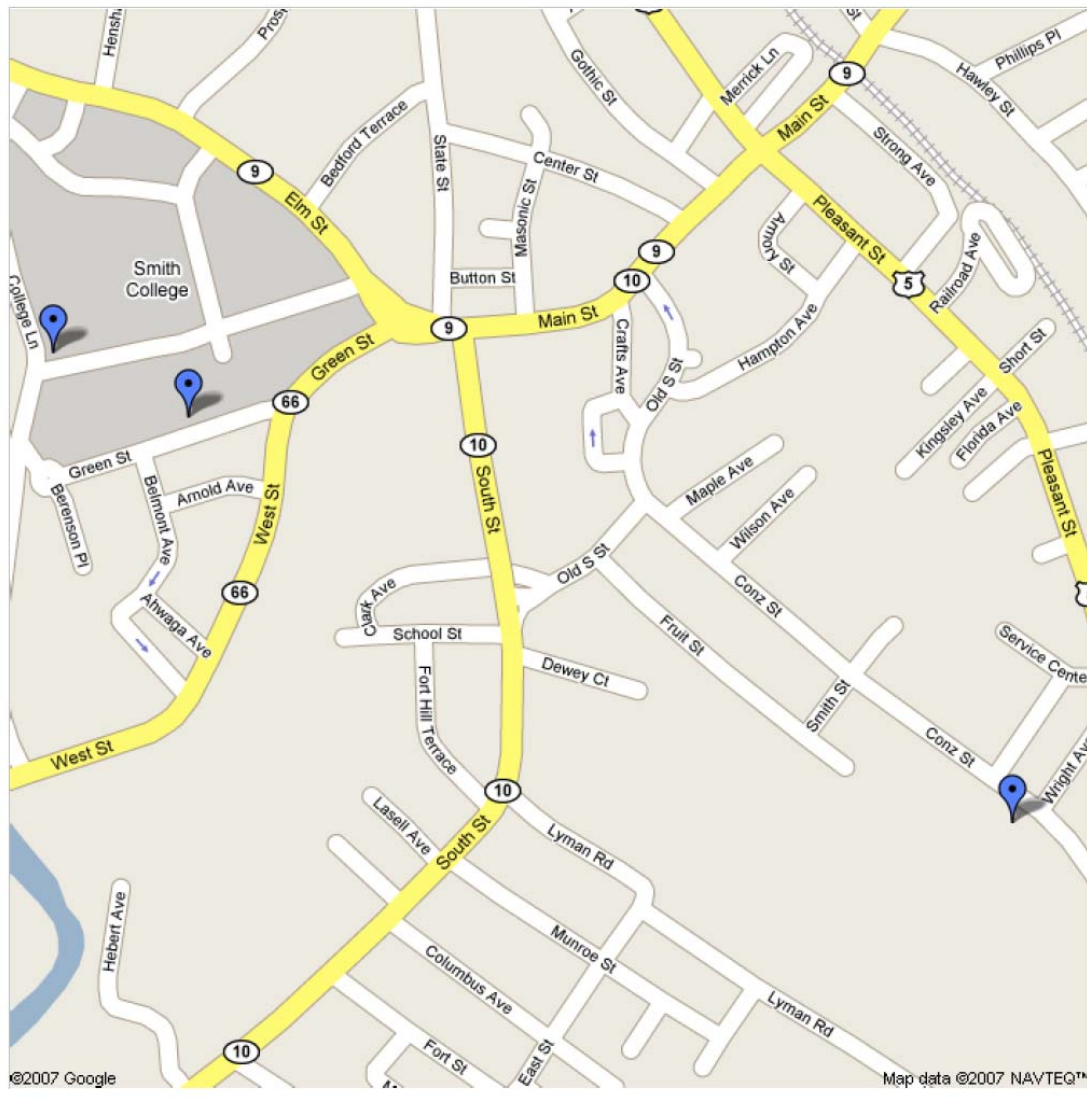 Hensha
Prosp
Gothic St
Merrick Ln
9
Main St
Phillips Pl
Hawley St
Bedford Terrace
State St
Center St
Strong Ave
9
Elm St
Masonic St
Armory St
Pleasant St
Smith
College
Button St
9
10
5
Railroad Ave
College Ln
9
Main St
Crafts Ave
Old S St
Hampton Ave
Short St
Green St
66
Kingsley Ave
Florida Ave
Green St
10
South St
Maple Ave
Wilson Ave
Pleasant St
Berenson Pl
Belmont Ave
Arnold Ave
West St
66
Ahwaga Ave
Clark Ave
Old S St
Conz St
School St
Fruit St
Service Center
Dewey Ct
Fort Hill Terrace
Smith St
Conz St
West St
Wright Av
10
Lasell Ave
South St
Lyman Rd
Hebert Ave
Munroe St
Columbus Ave
Lyman Rd
10
Fort St
East St
©2007 Google
Map data ©2007 NAVTEQ™